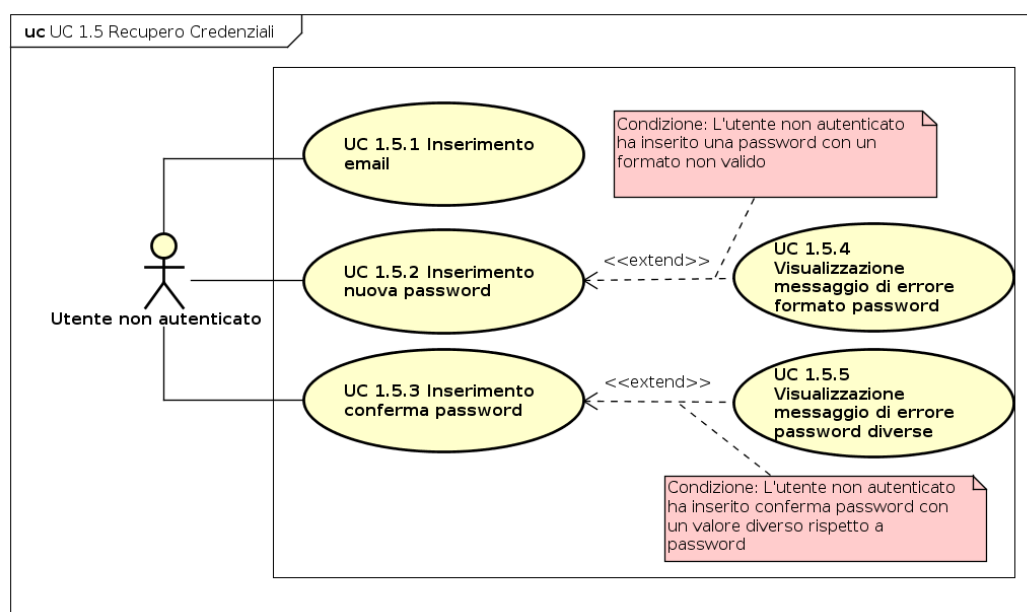 uc UC 1.5 Recupero Credenziali
UC 1.5.1 Inserimento
email
Condizione: L'utente non autenticato
ha inserito una password con un
formato non valido
Utente non autenticato
UC 1.5.2 Inserimento
nuova password
<<extend>>
UC 1.5.4
Visualizzazione
messaggio di errore
formato password
UC 1.5.3 Inserimento
conferma password
<<extend>>
UC 1.5.5
Visualizzazione
messaggio di errore
password diverse
Condizione: L'utente non autenticato
ha inserito conferma password con
un valore diverso rispetto a
password